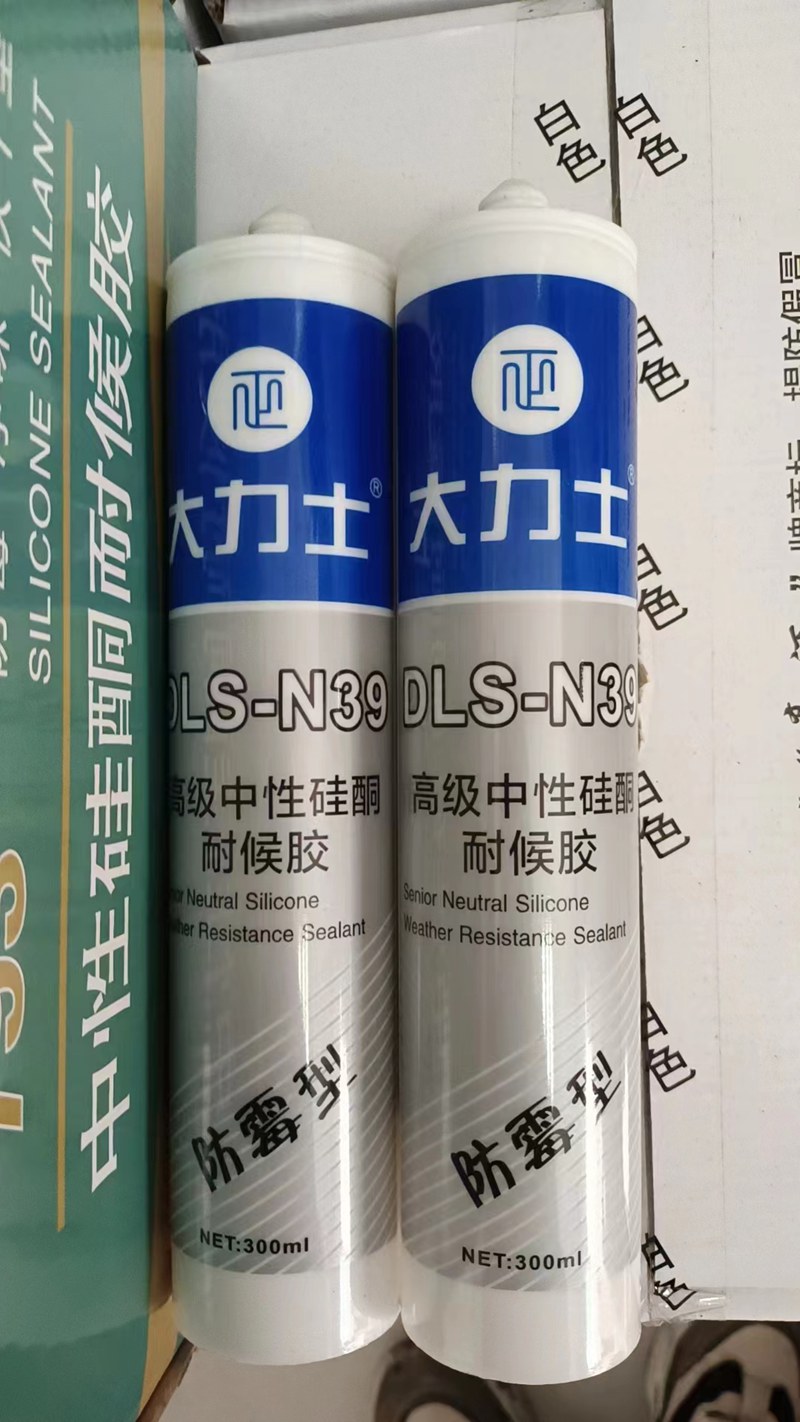 SILICONE SEALANT
中性硅酮耐候胶
大力士®
DLS-N39
高级中性硅酮
耐候胶
Neutral Silicone
Resistance Sealant
防霉型
NET:300ml
大力士®
DLS-N39
高级中性硅酮
耐候胶
Senior Neutral Silicone
Weather Resistance Sealant
防霉型
NET:300ml
白色
白色
白色
白色
白色
白色
白色